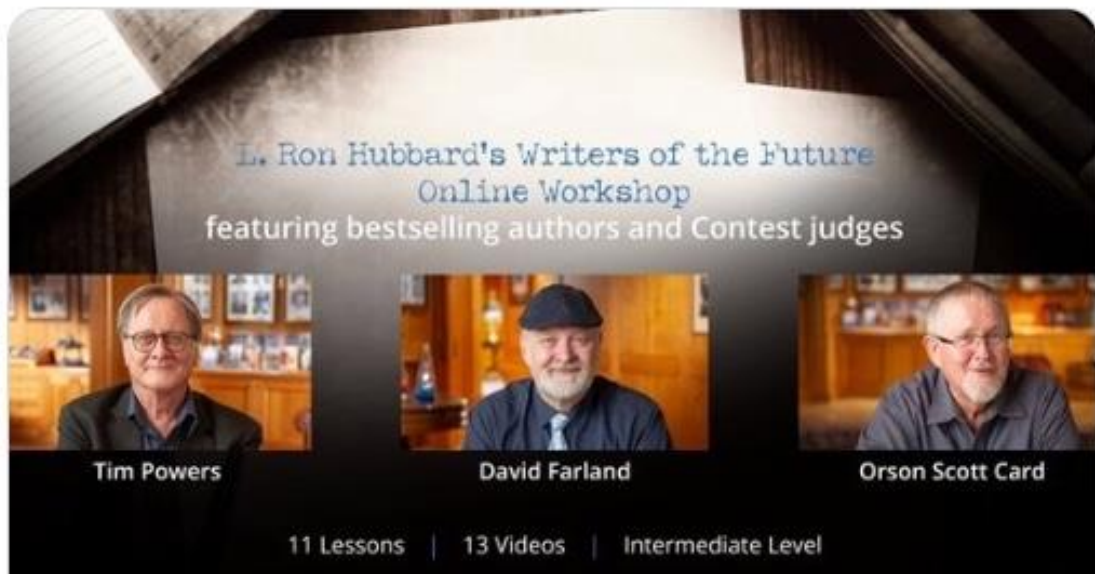 L. Ron Hubbard's Writers of the Future
Online Workshop
featuring bestselling authors and Contest judges
Tim Powers
David Farland
Orson Scott Card
11 Lessons | 13 Videos | Intermediate Level